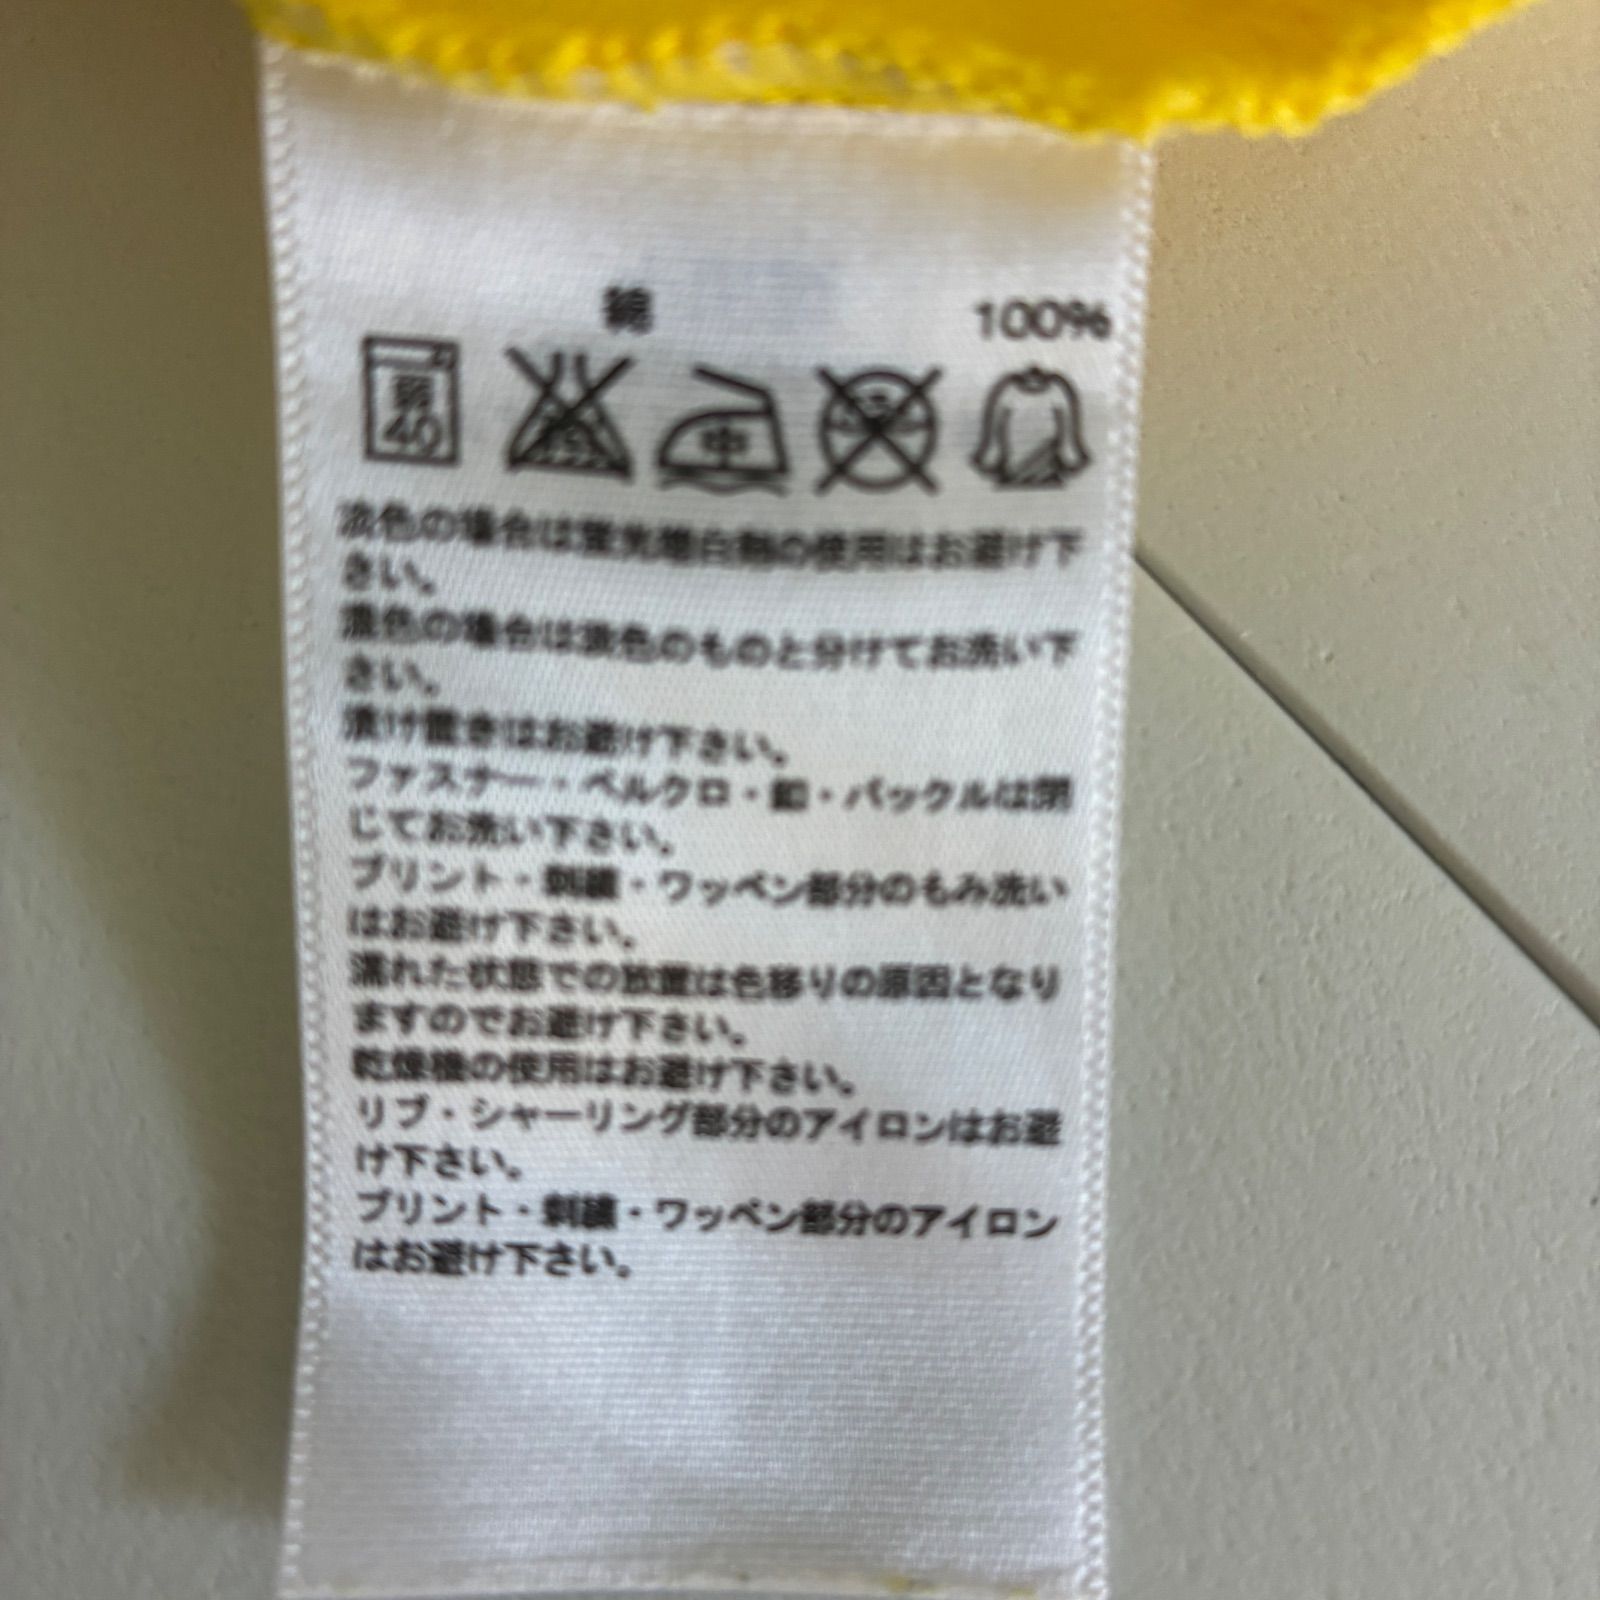 綿 100%
弱 40 中
淡色の場合は蛍光増白剤の使用はお避け下
さい。
濃色の場合は淡色のものと分けてお洗い下
さい。
漬け置きはお避け下さい。
ファスナー・ベルクロ・釦・バックルは閉
じてお洗い下さい。
プリント・刺繍・ワッペン部分のもみ洗い
はお避け下さい。
濡れた状態での放置は色移りの原因となり
ますのでお避け下さい。
乾燥機の使用はお避け下さい。
リブ・シャーリング部分のアイロンはお避
け下さい。
プリント・刺繍・ワッペン部分のアイロン
はお避け下さい。